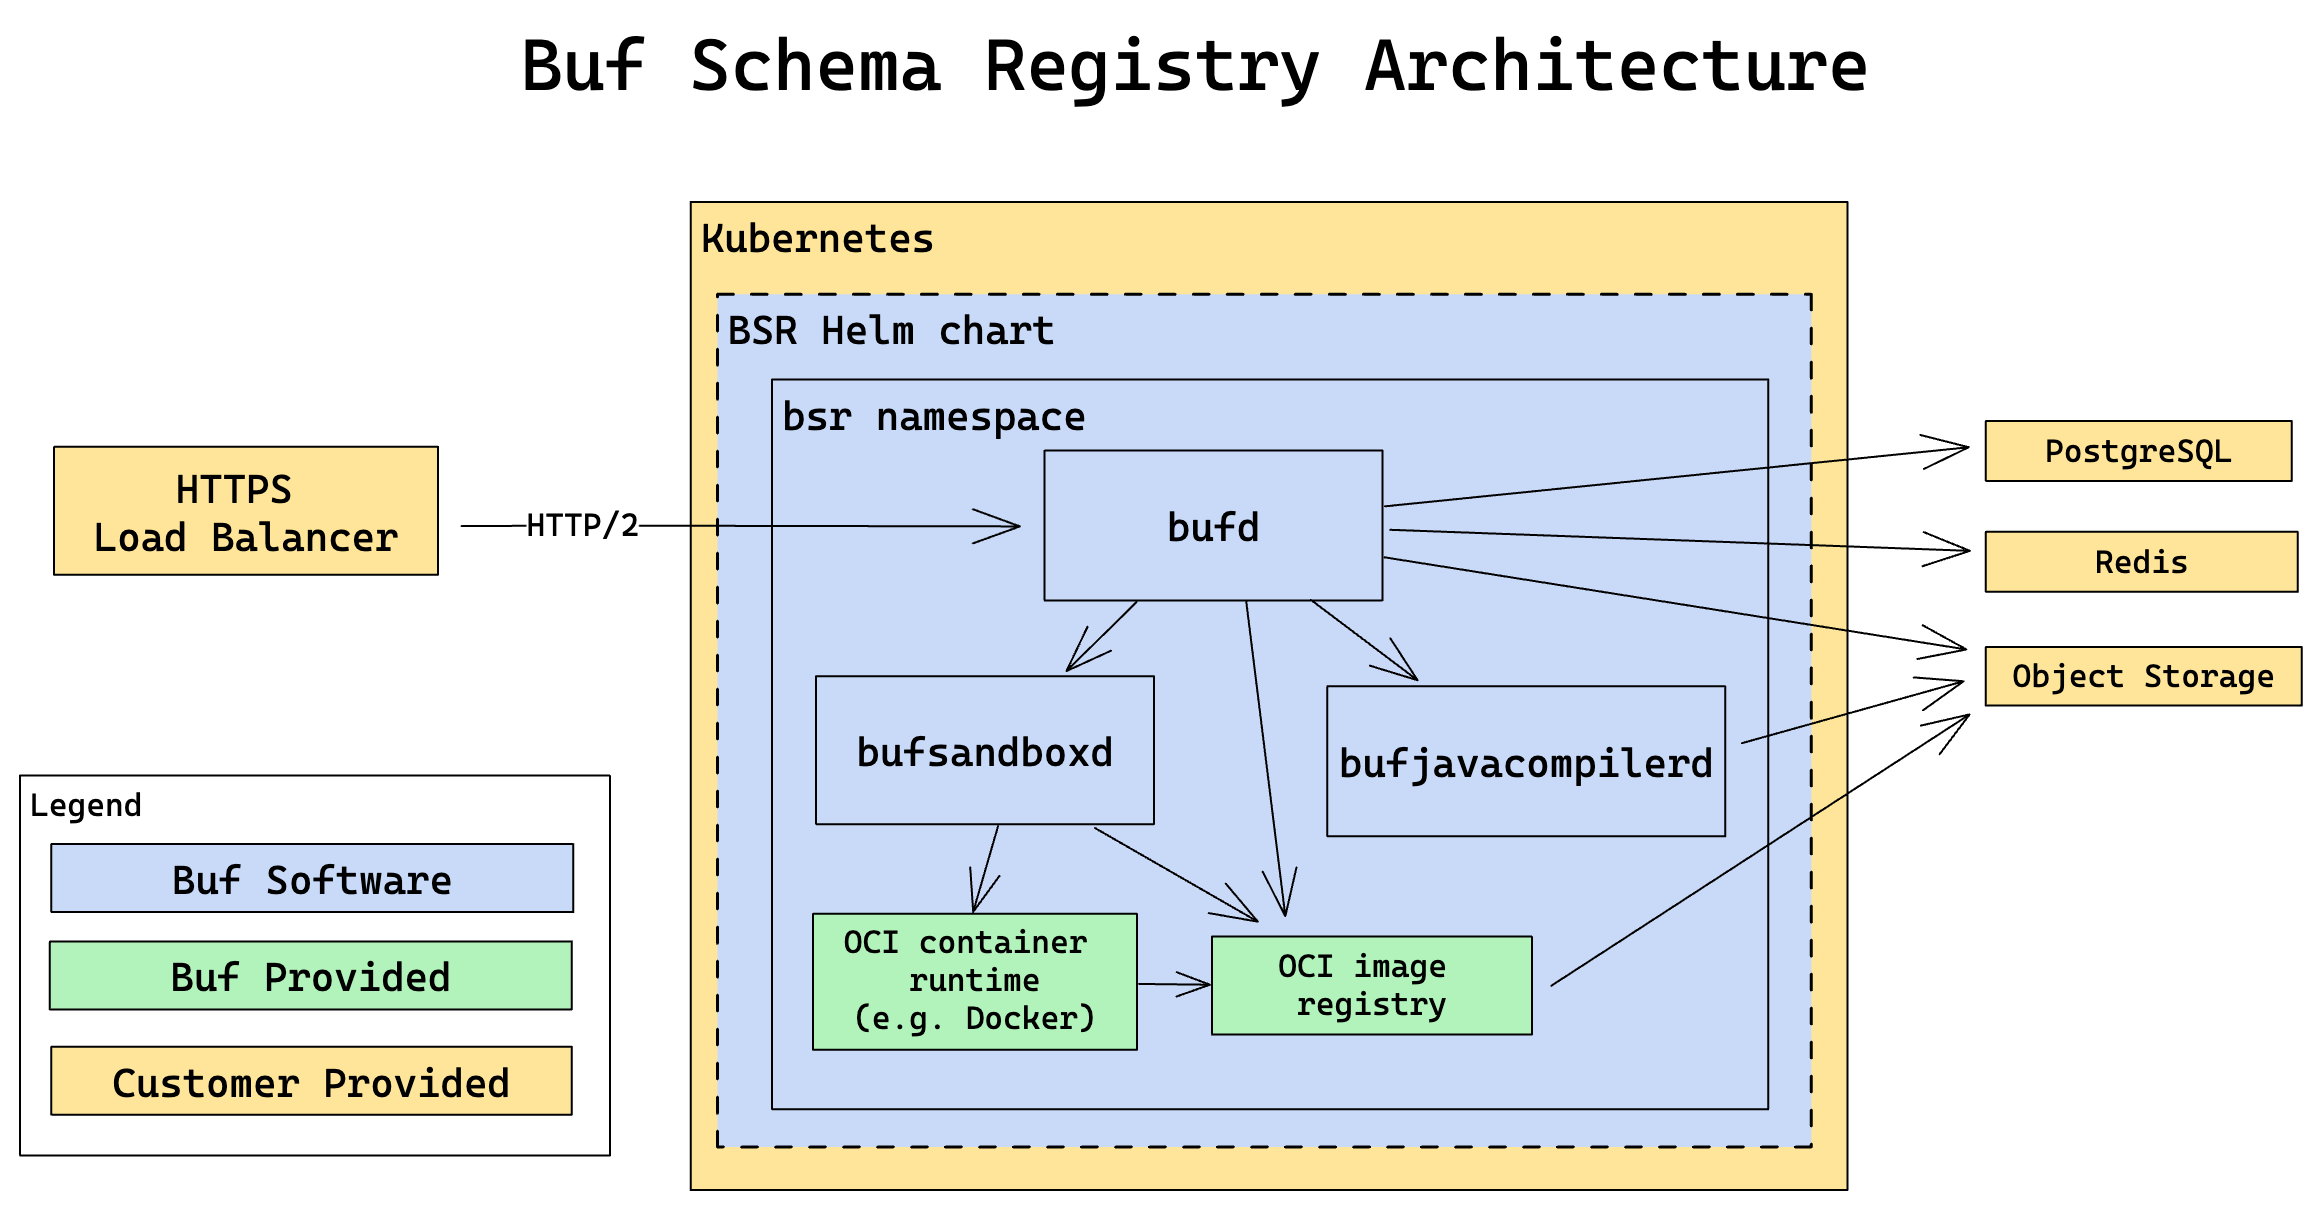 Buf Schema Registry Architecture
Kubernetes
BSR Helm chart
bsr namespace
HTTPS
Load Balancer
HTTP/2
bufd
PostgreSQL
Redis
Object Storage
bufsandboxd
bufjavacompilerd
OCI container
runtime
(e.g. Docker)
OCI image
registry
Legend
Buf Software
Buf Provided
Customer Provided